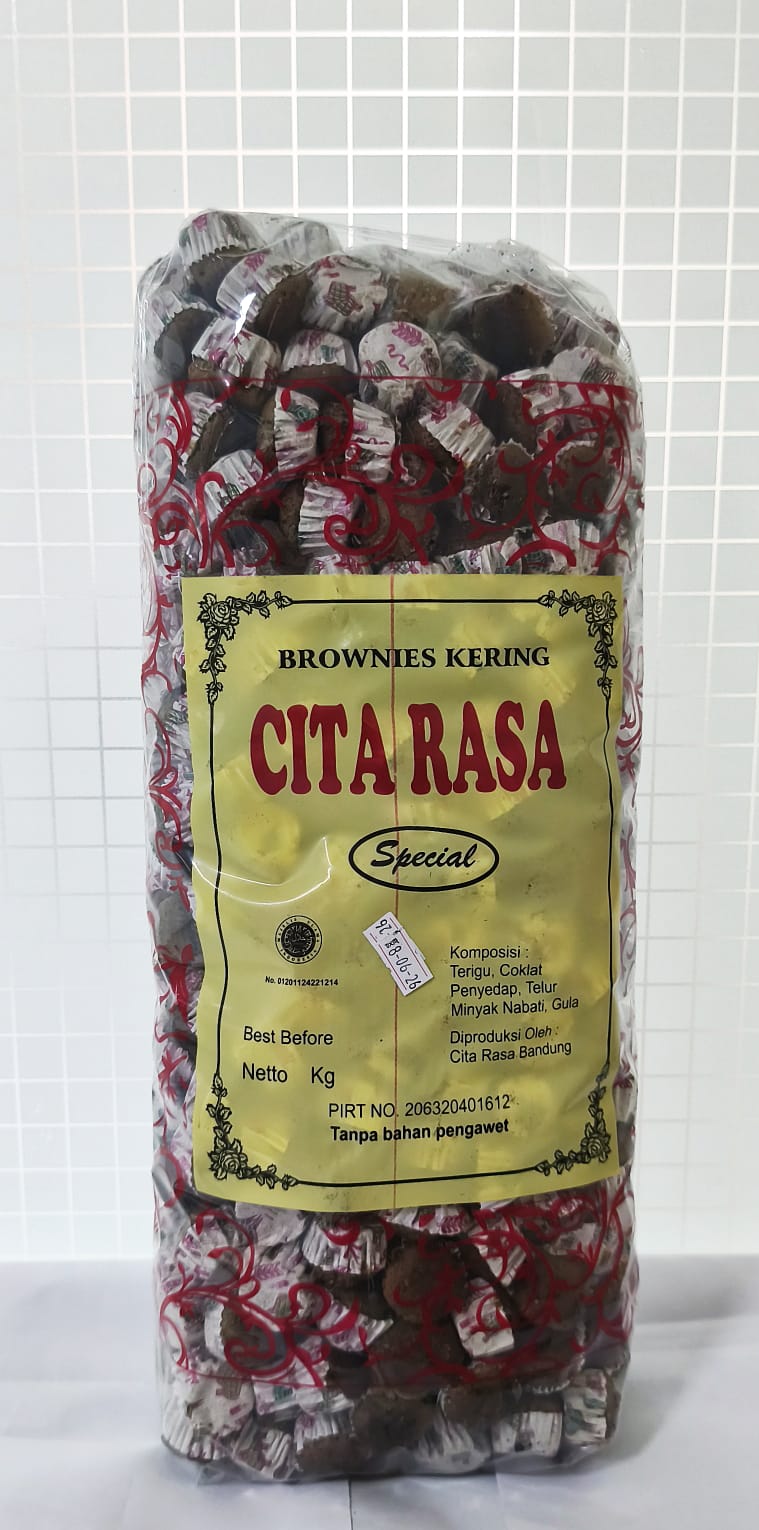 BROWNIES KERING
CITA RASA
Special
No. 01201124221214
Komposisi :
Terigu, Coklat
Penyedap, Telur
Minyak Nabati, Gula
Best Before
Diproduksi Oleh :
Cita Rasa Bandung
Netto Kg
PIRT NO. 206320401612
Tanpa bahan pengawet